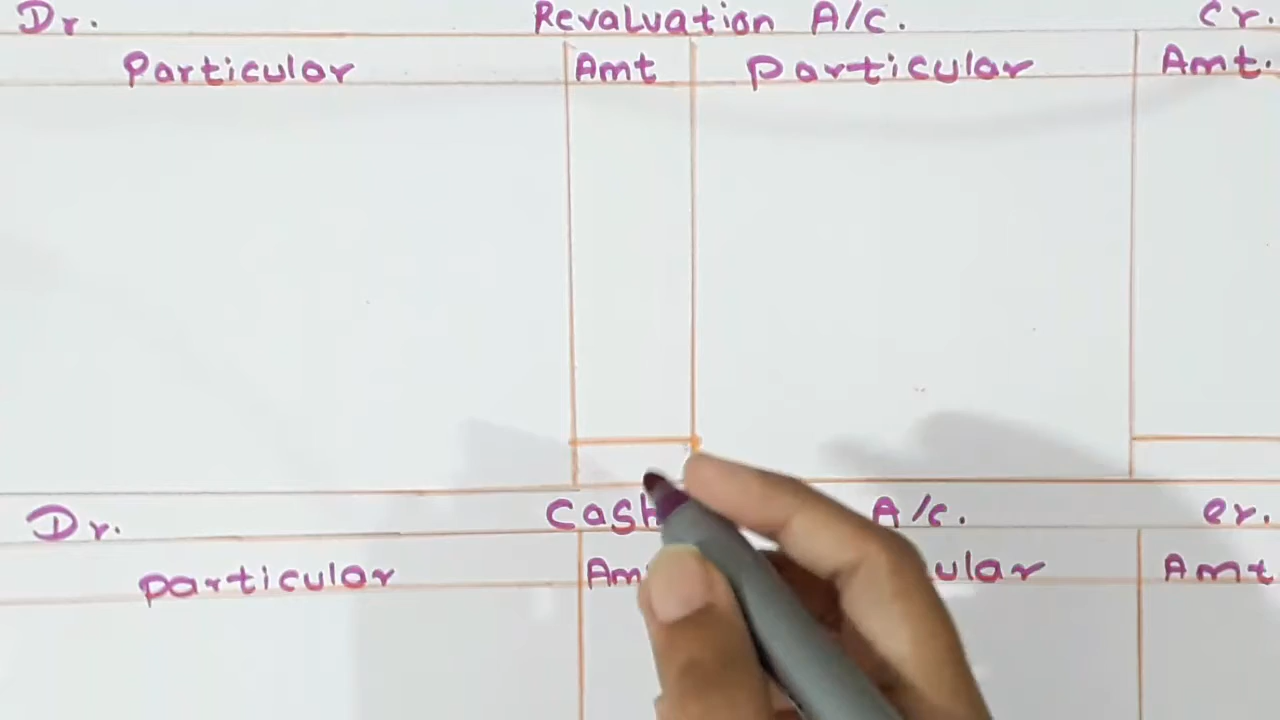 Dr. Revaluation A/c. Cr.
Particular Amt Particular Amt.
Dr. Cash A/c. Cr.
Particular Amt